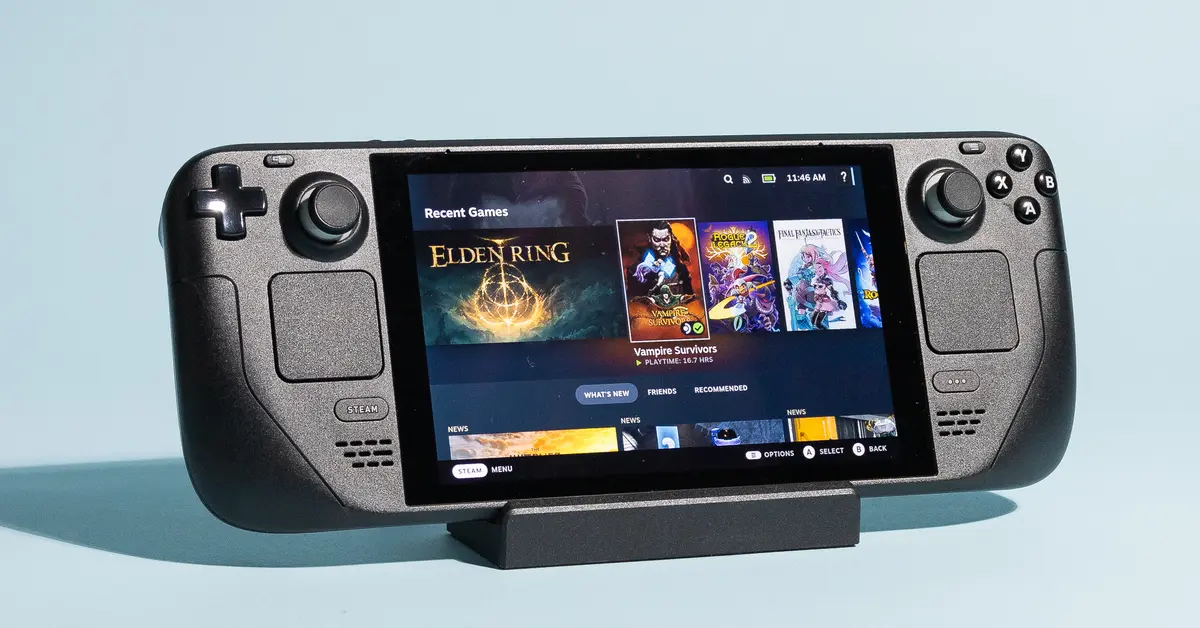 11:46 AM ?
Recent Games
ELDEN RING
VAMPIRE
SURVIVORS
ROGUE
LEGACY 2
FINAL FANTASY TACTICS
Vampire Survivors
PLAYTIME: 16.7 HRS
WHAT'S NEW
FRIENDS
RECOMMENDED
NEWS
NEWS
NEWS
STEAM MENU
OPTIONS
A SELECT
B BACK
STEAM
Y
X
B
A